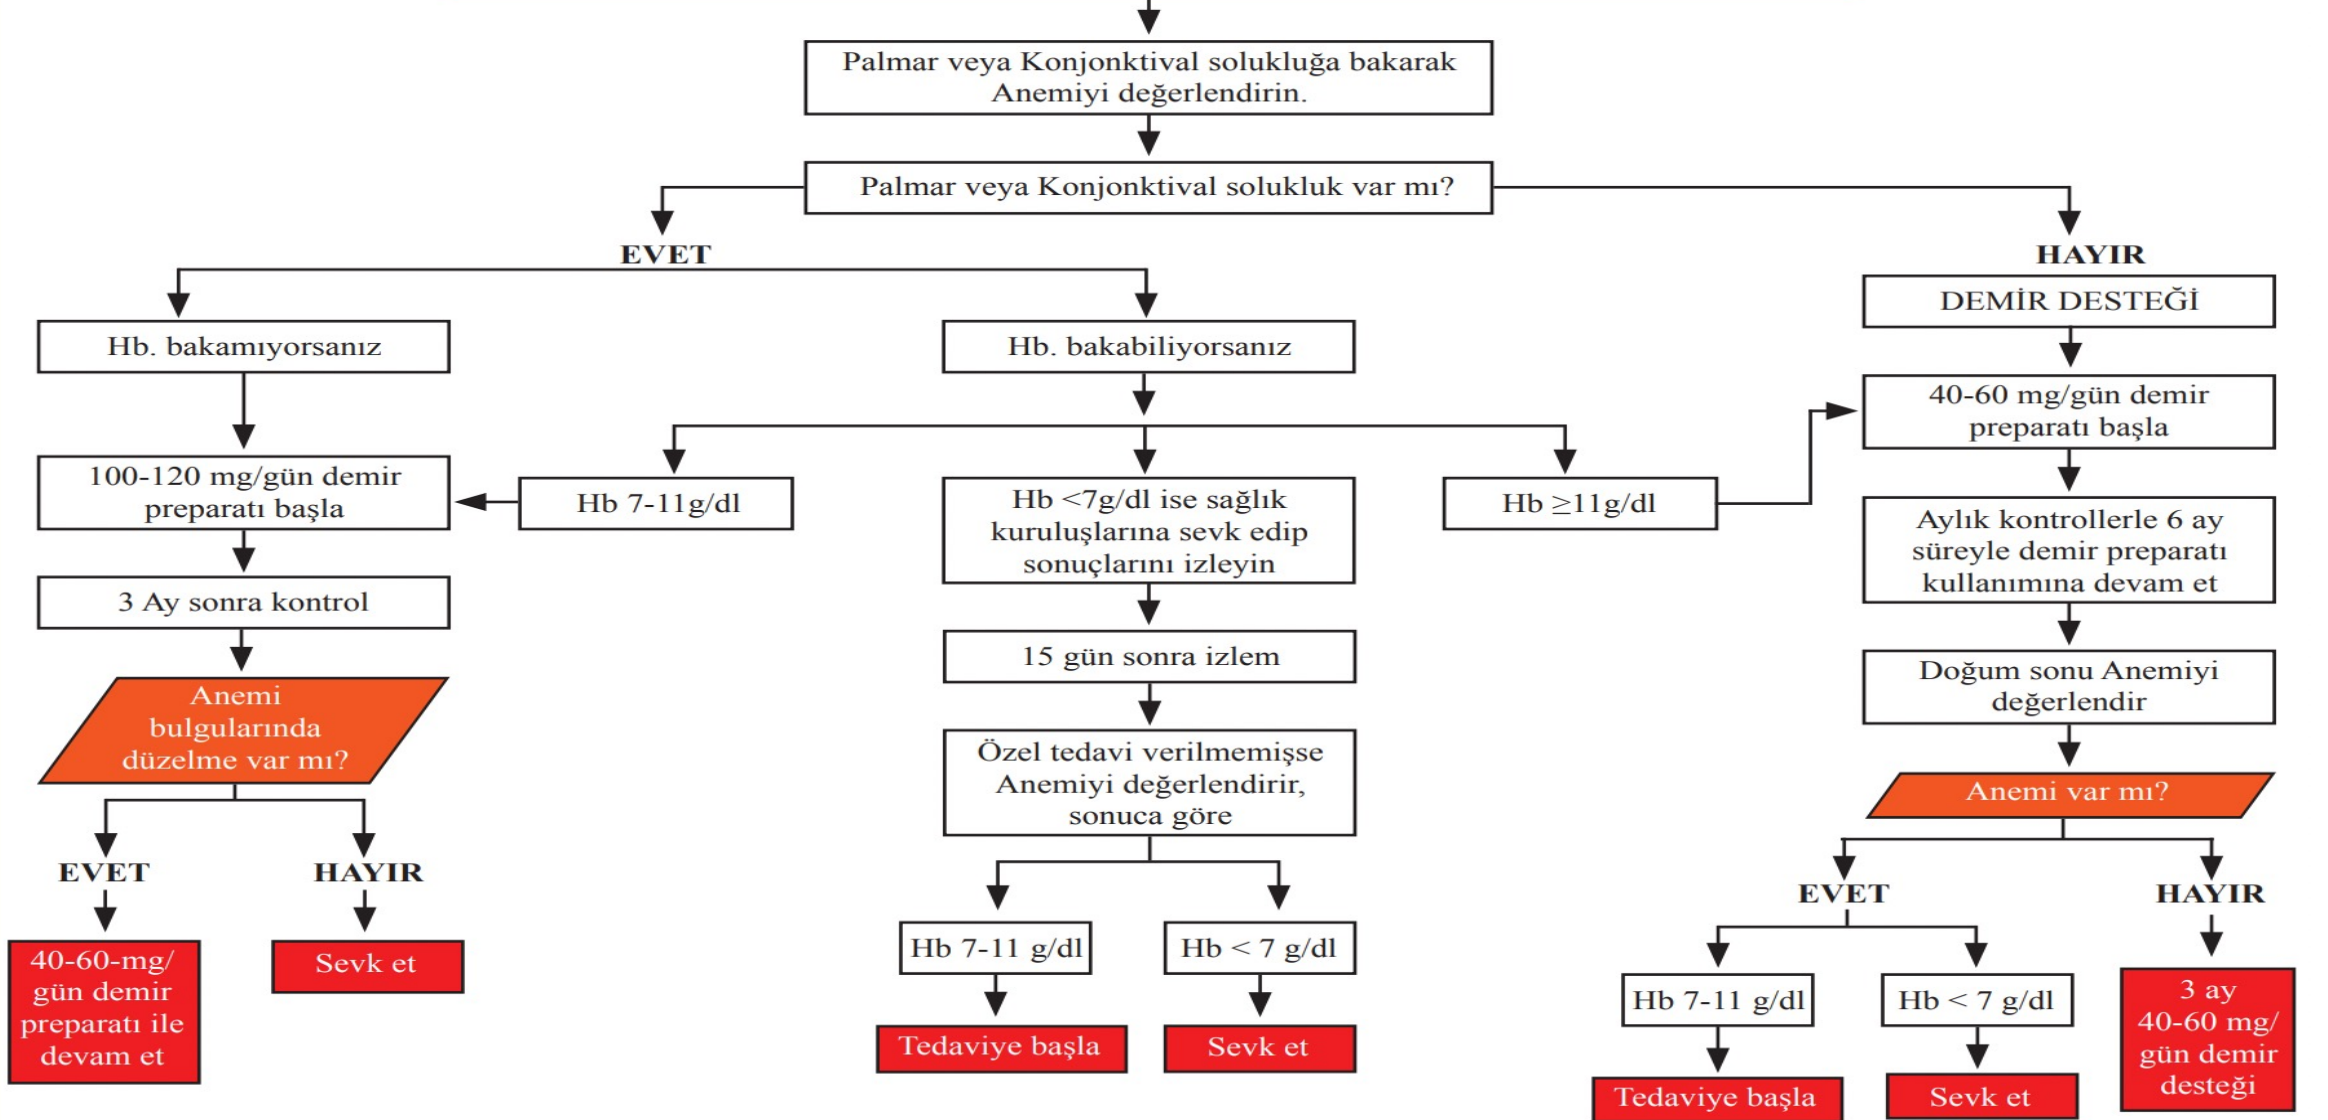 Palmar veya Konjonktival solukluğa bakarak
Anemiyi değerlendirin.
Palmar veya Konjonktival solukluk var mı?
EVET
HAYIR
DEMİR DESTEĞİ
Hb. bakamıyorsanız
Hb. bakabiliyorsanız
40-60 mg/gün demir
preparatı başla
100-120 mg/gün demir
preparatı başla
Hb 7-11g/dl
Hb <7g/dl ise sağlık
kuruluşlarına sevk edip
sonuçlarını izleyin
Hb ≥11g/dl
Aylık kontrollerle 6 ay
süreyle demir preparatı
kullanımına devam et
3 Ay sonra kontrol
15 gün sonra izlem
Doğum sonu Anemiyi
değerlendir
Anemi
bulgularında
düzelme var mı?
Özel tedavi verilmemişse
Anemiyi değerlendirir,
sonuca göre
Anemi var mı?
EVET
HAYIR
EVET
HAYIR
40-60-mg/
gün demir
preparatı ile
devam et
Sevk et
Hb 7-11 g/dl
Hb < 7 g/dl
Hb 7-11 g/dl
Hb < 7 g/dl
3 ay
40-60 mg/
gün demir
desteği
Tedaviye başla
Sevk et
Tedaviye başla
Sevk et